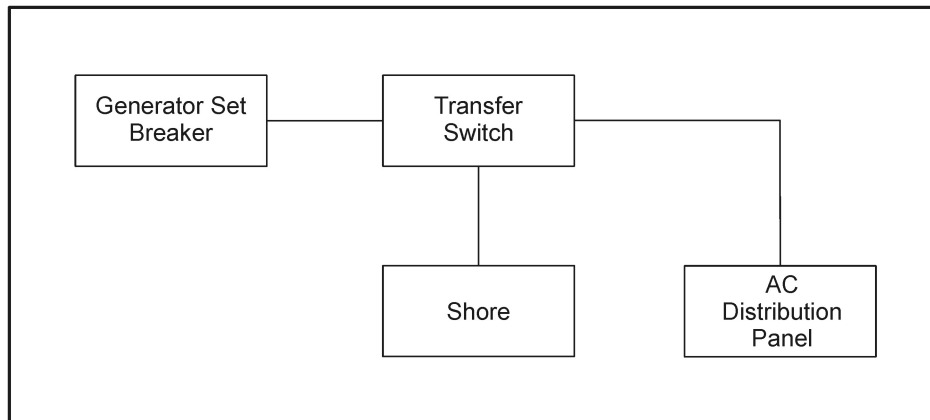 Generator Set
Breaker
Transfer
Switch
Shore
AC
Distribution
Panel